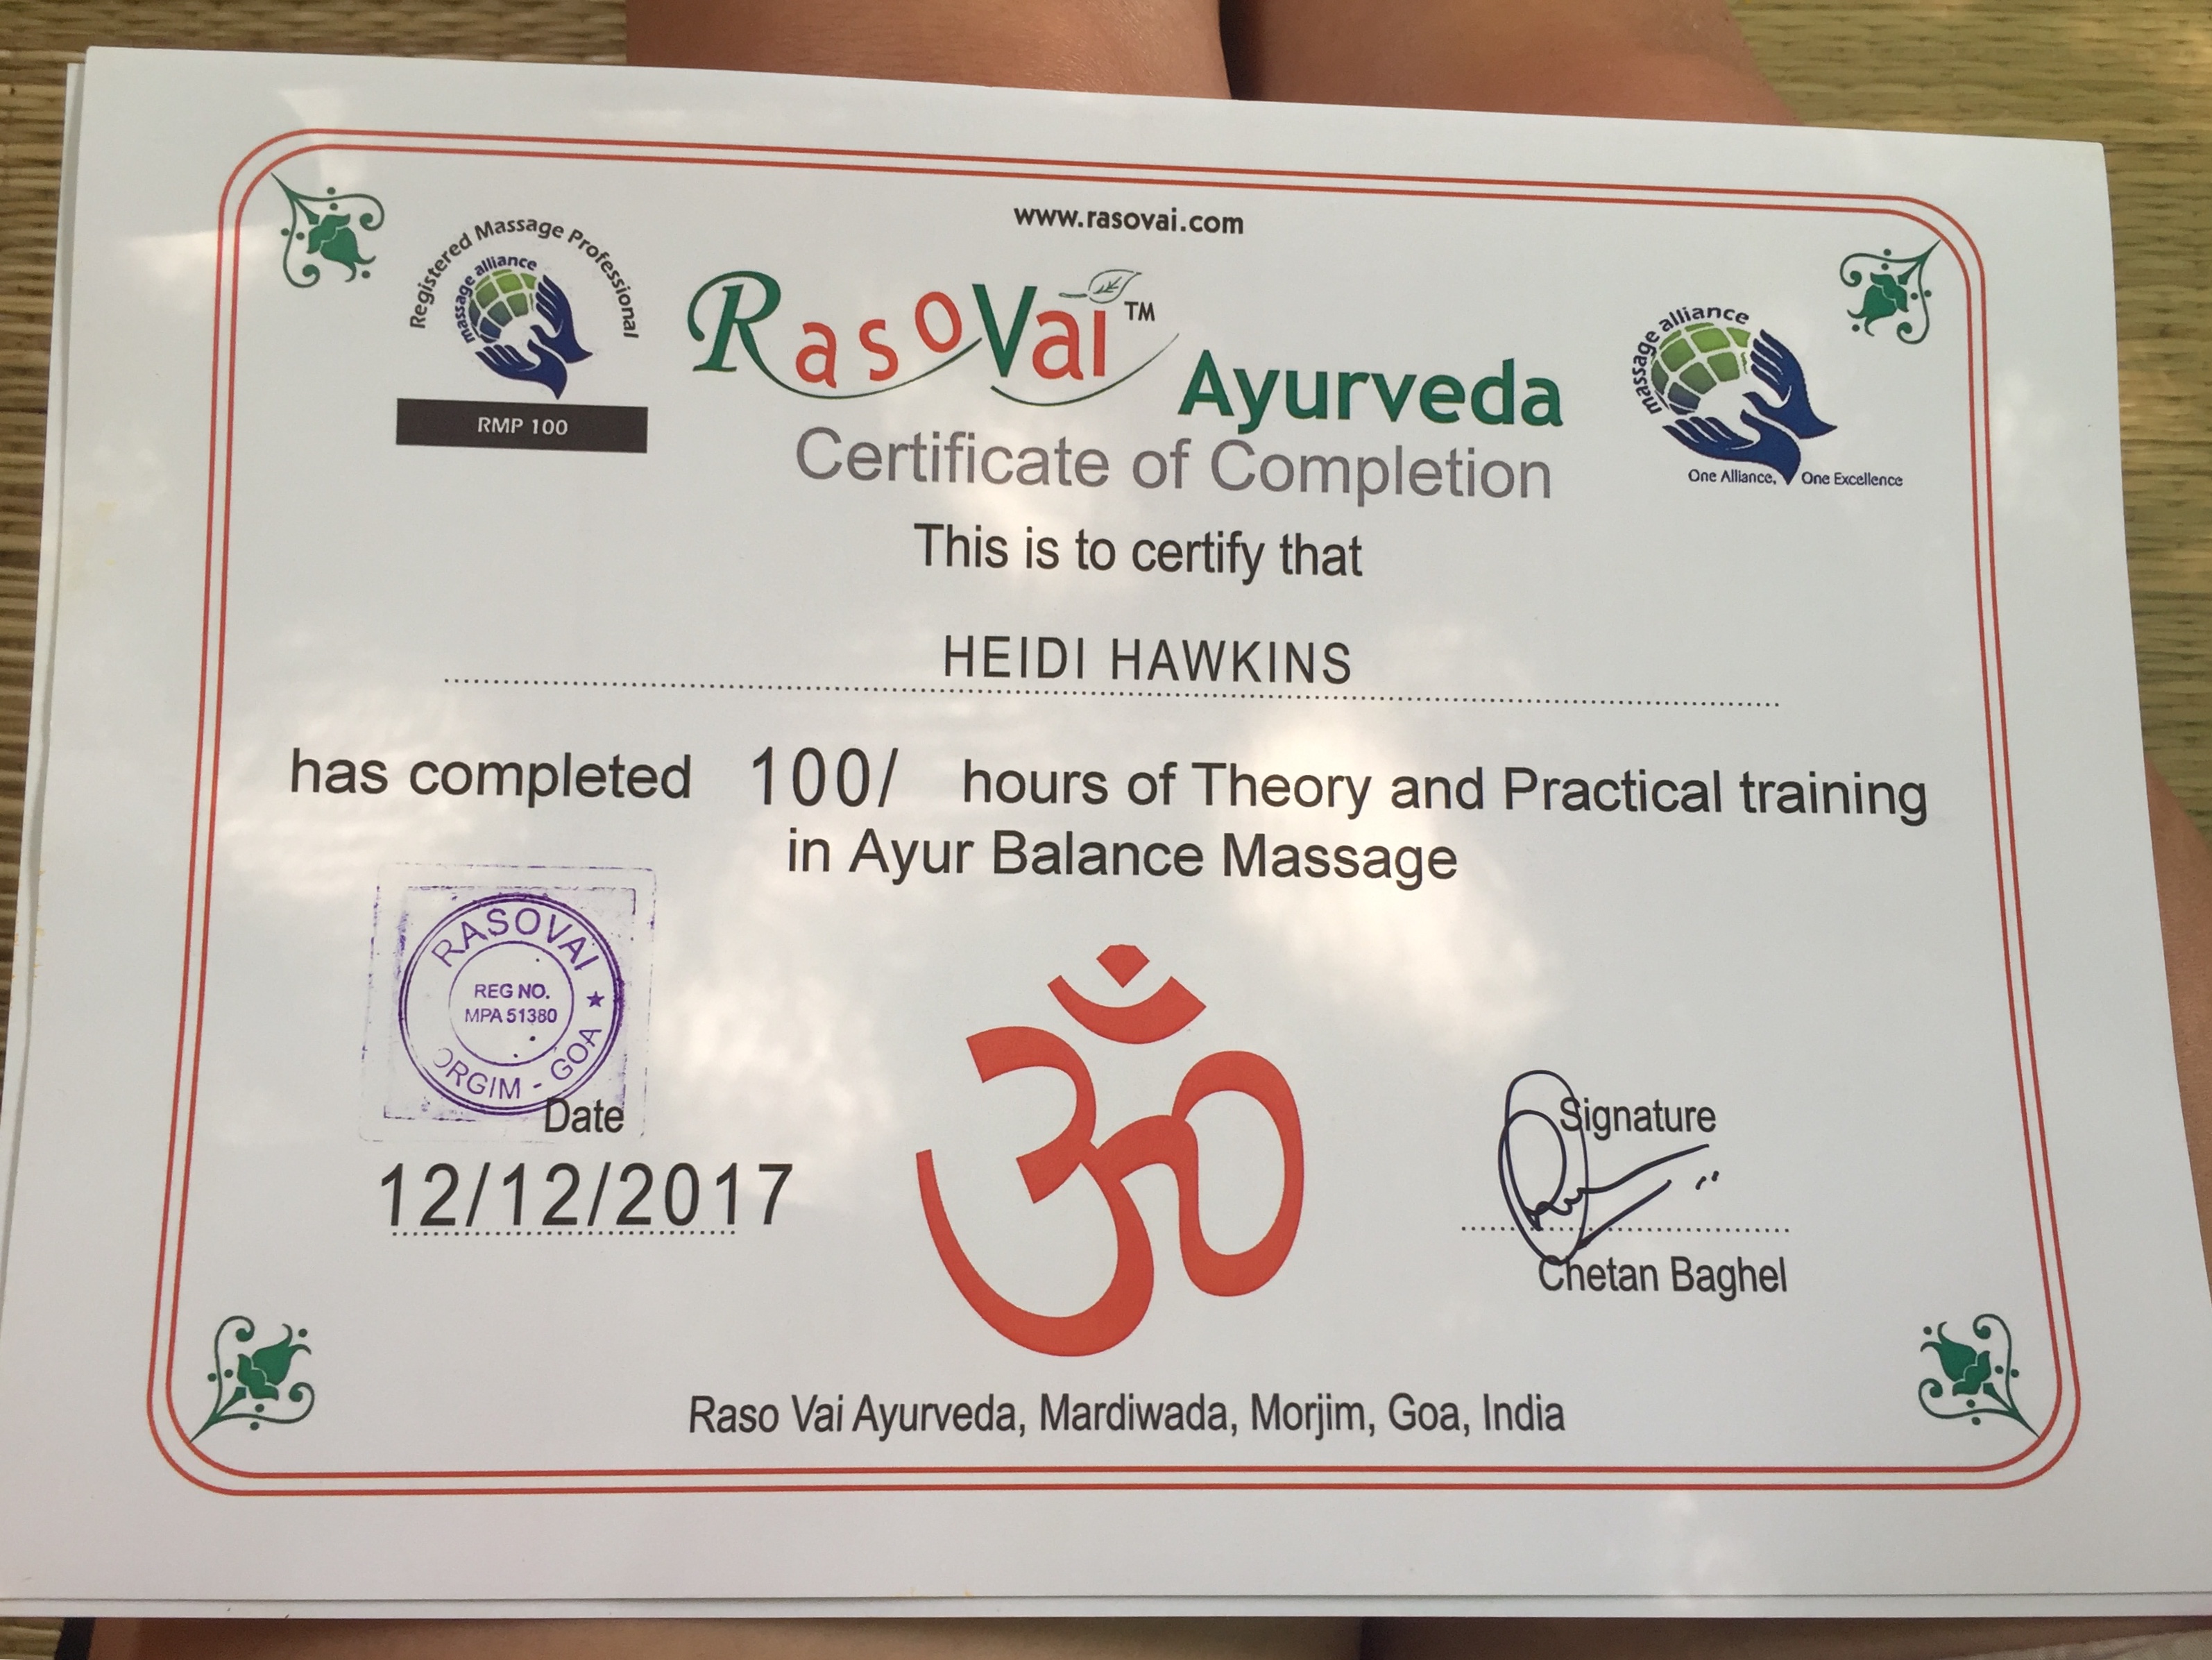 www.rasovai.com
Registered Massage Professional
massage alliance
RMP 100
RasoVai™ Ayurveda
massage alliance
One Alliance, One Excellence
Certificate of Completion
This is to certify that
HEIDI HAWKINS
has completed 100/ hours of Theory and Practical training
in Ayur Balance Massage
RASOVAI ★
REG NO.
MPA 51380
ORGIM - GOA
Date
12/12/2017
ॐ
Signature
Chetan Baghel
Raso Vai Ayurveda, Mardiwada, Morjim, Goa, India